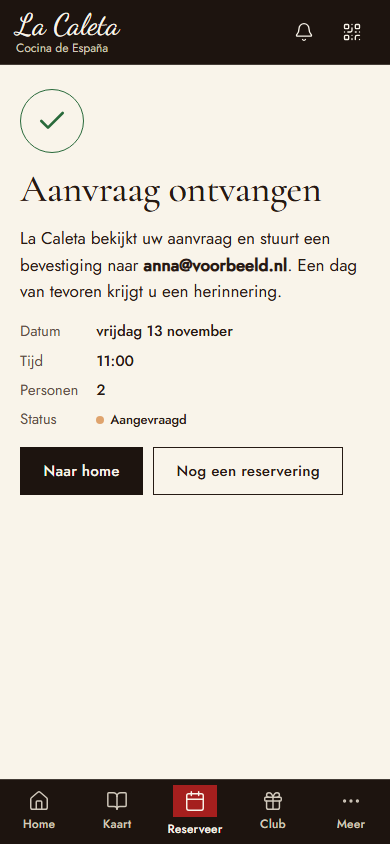 La Caleta
Cocina de España
Aanvraag ontvangen
La Caleta bekijkt uw aanvraag en stuurt een
bevestiging naar anna@voorbeeld.nl. Een dag
van tevoren krijgt u een herinnering.
Datum vrijdag 13 november
Tijd 11:00
Personen 2
Status Aangevraagd
Naar home Nog een reservering
Home Kaart Reserveer Club Meer